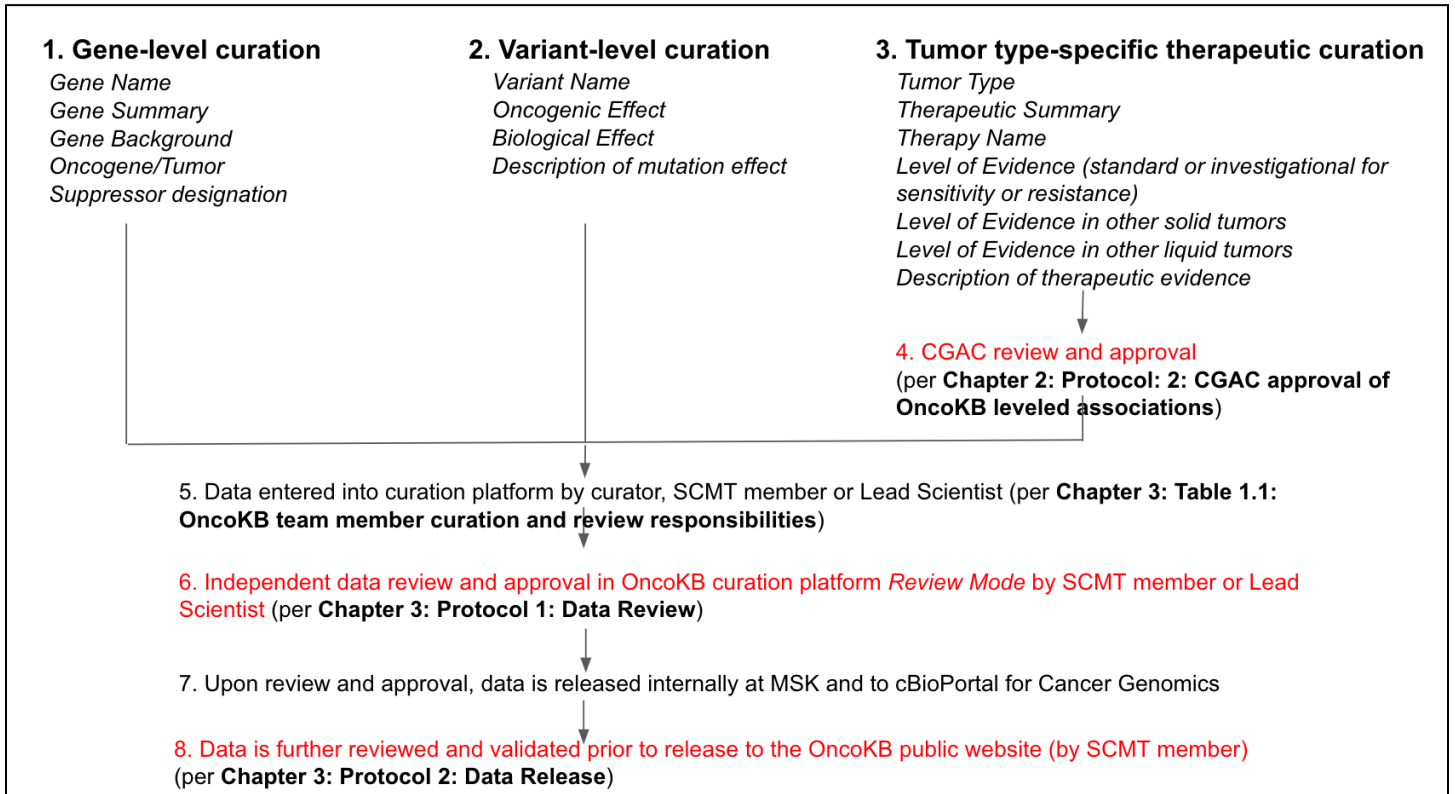 1. Gene-level curation
Gene Name
Gene Summary
Gene Background
Oncogene/Tumor
Suppressor designation
2. Variant-level curation
Variant Name
Oncogenic Effect
Biological Effect
Description of mutation effect
3. Tumor type-specific therapeutic curation
Tumor Type
Therapeutic Summary
Therapy Name
Level of Evidence (standard or investigational for
sensitivity or resistance)
Level of Evidence in other solid tumors
Level of Evidence in other liquid tumors
Description of therapeutic evidence
4. CGAC review and approval
(per Chapter 2: Protocol: 2: CGAC approval of
OncoKB leveled associations)
5. Data entered into curation platform by curator, SCMT member or Lead Scientist (per Chapter 3: Table 1.1:
OncoKB team member curation and review responsibilities)
6. Independent data review and approval in OncoKB curation platform Review Mode by SCMT member or Lead
Scientist (per Chapter 3: Protocol 1: Data Review)
7. Upon review and approval, data is released internally at MSK and to cBioPortal for Cancer Genomics
8. Data is further reviewed and validated prior to release to the OncoKB public website (by SCMT member)
(per Chapter 3: Protocol 2: Data Release)